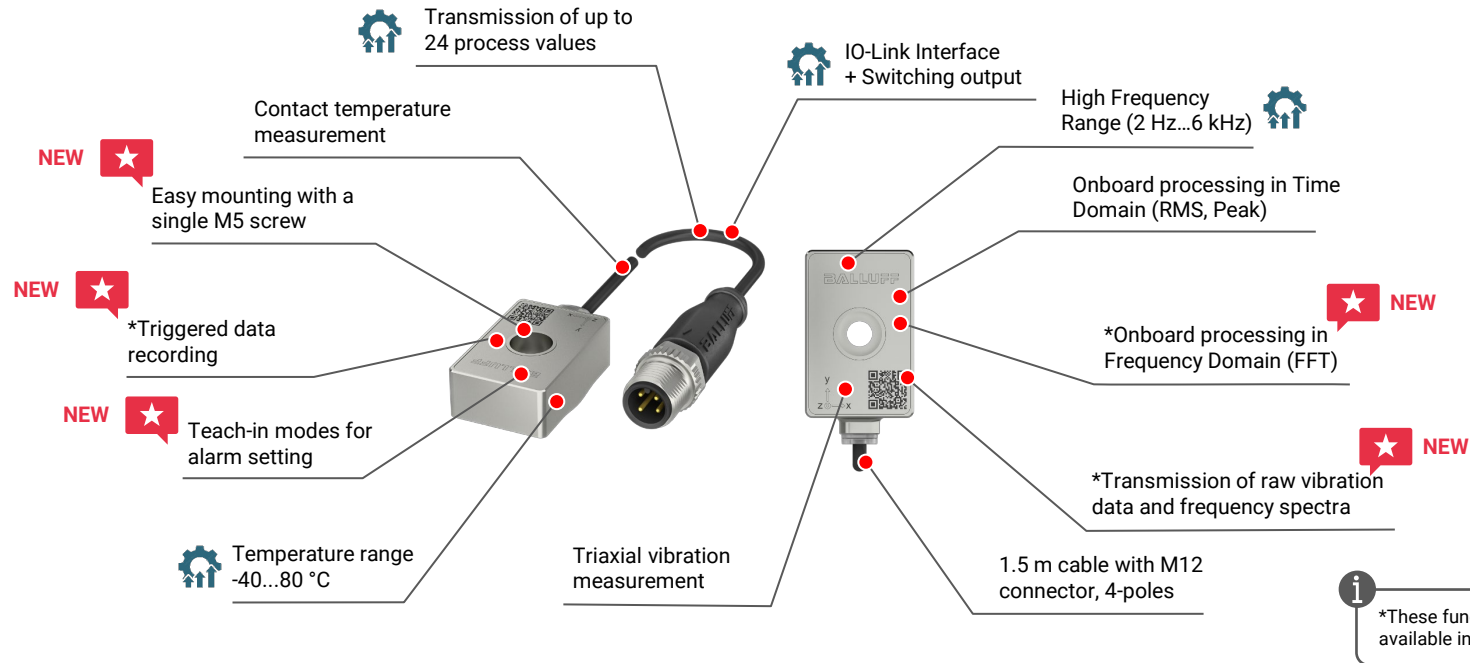 Transmission of up to
24 process values
IO-Link Interface
+ Switching output
High Frequency
Range (2 Hz...6 kHz)
Contact temperature
measurement
NEW
Easy mounting with a
single M5 screw
Onboard processing in Time
Domain (RMS, Peak)
NEW
*Triggered data
recording
NEW
*Onboard processing in
Frequency Domain (FFT)
NEW
Teach-in modes for
alarm setting
NEW
*Transmission of raw vibration
data and frequency spectra
Temperature range
-40...80 °C
Triaxial vibration
measurement
1.5 m cable with M12
connector, 4-poles
BALLUFF
y
z x
x z
y
BALLUFF
BALLUFF
i
*These fun
available in